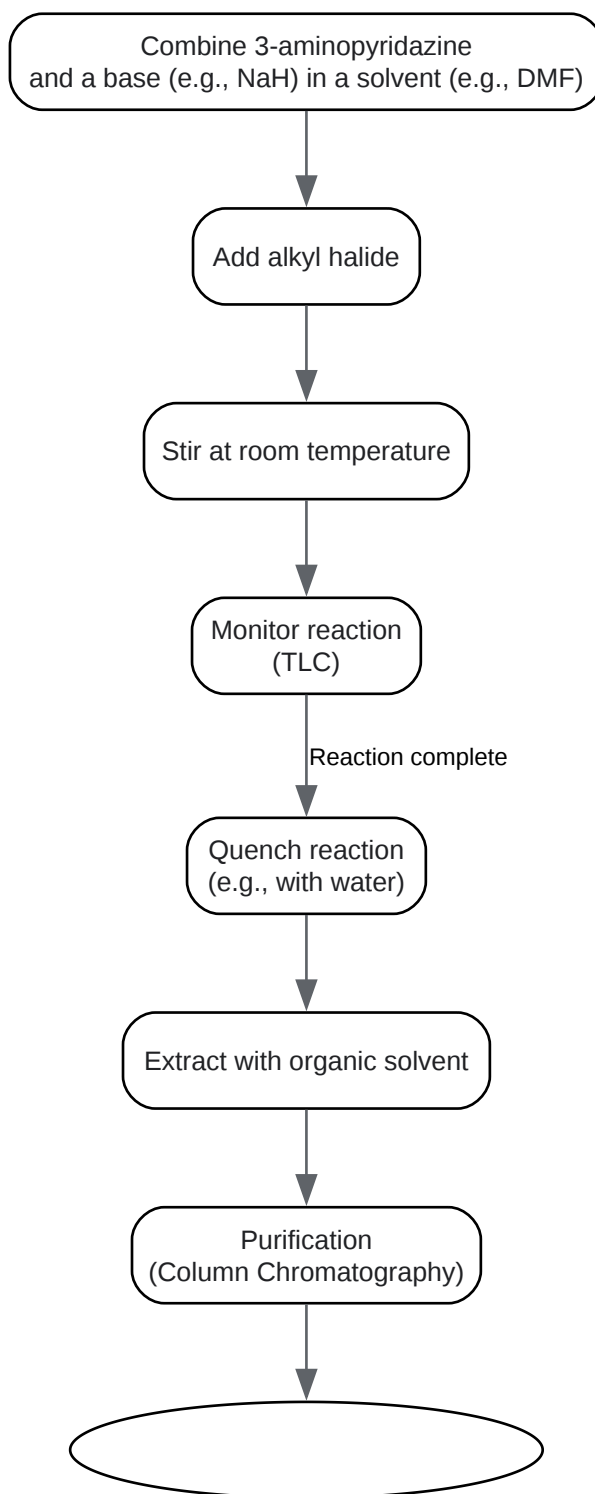 Combine 3-aminopyridazine
and a base (e.g., NaH) in a solvent (e.g., DMF)
Add alkyl halide
Stir at room temperature
Monitor reaction
(TLC)
Reaction complete
Quench reaction
(e.g., with water)
Extract with organic solvent
Purification
(Column Chromatography)